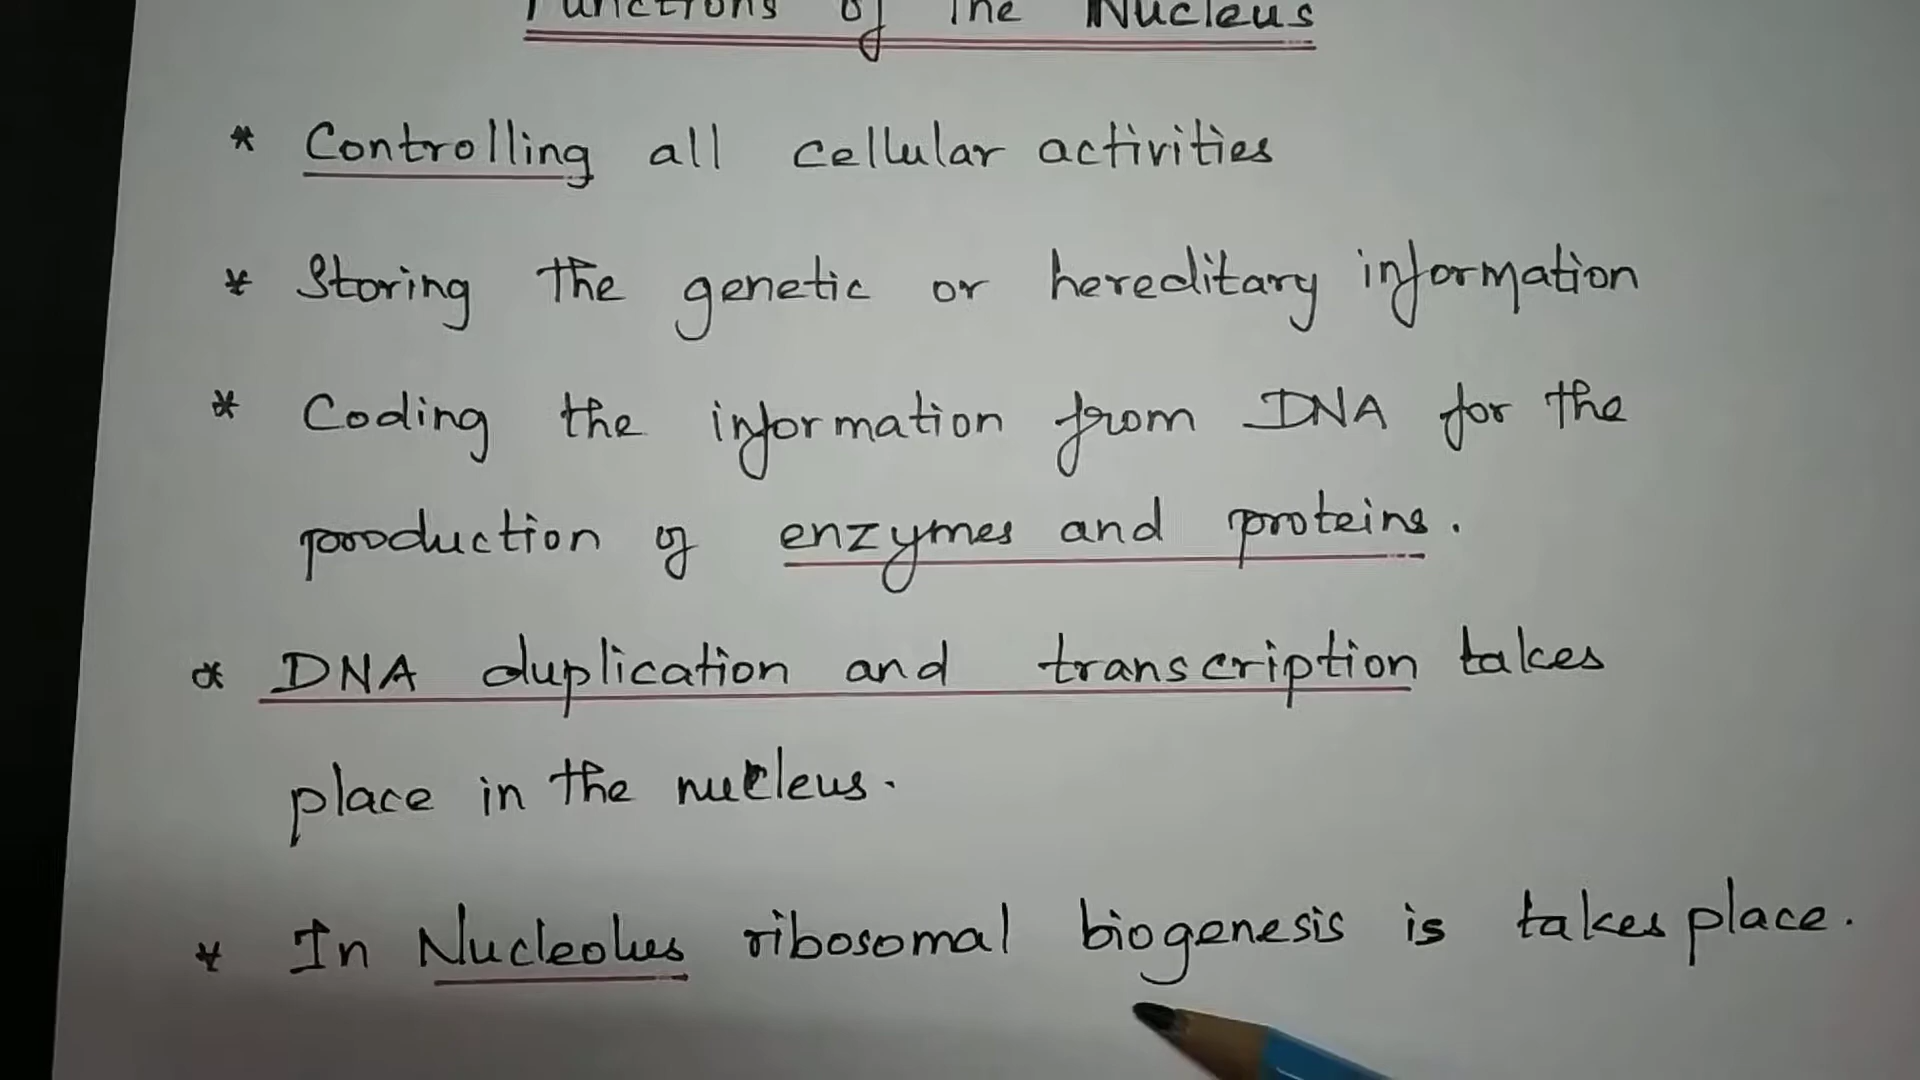 Functions of the Nucleus
* Controlling all cellular activities
* Storing the genetic or hereditary information
* Coding the information from DNA for the
production of enzymes and proteins.
* DNA duplication and transcription takes
place in the nucleus.
* In Nucleolus ribosomal biogenesis is takes place.